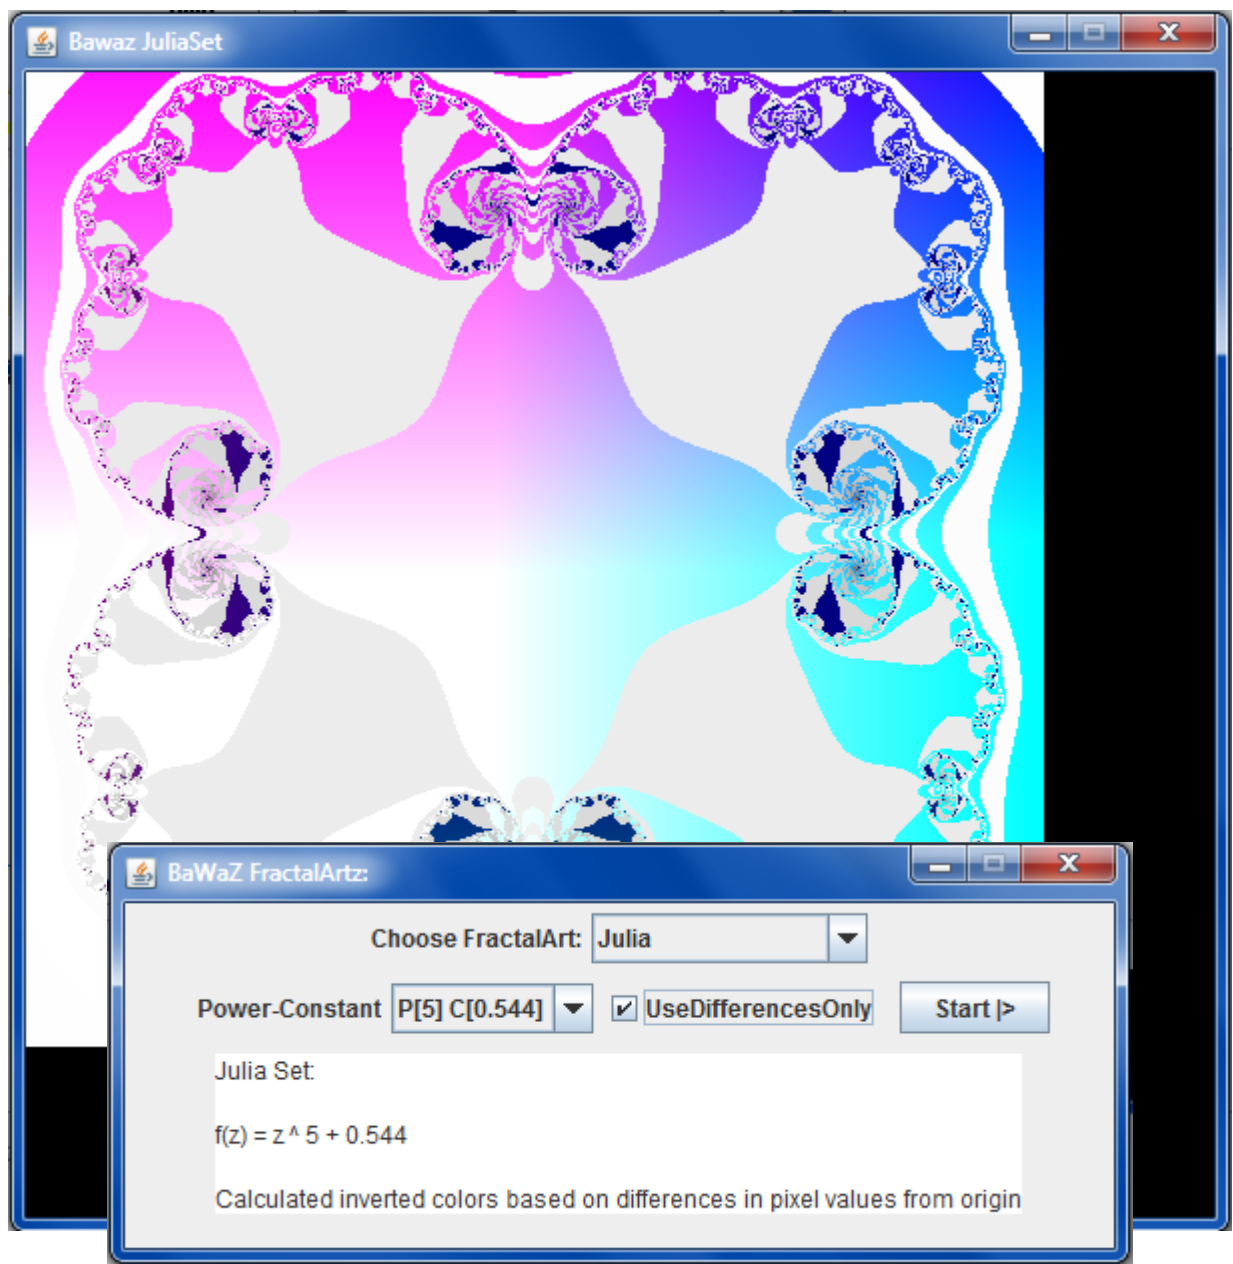 Bawaz JuliaSet
BaWaZ FractalArtz:
Choose FractalArt: Julia
Power-Constant P[5] C[0.544] UseDifferencesOnly Start |>
Julia Set:
f(z) = z ^ 5 + 0.544
Calculated inverted colors based on differences in pixel values from origin